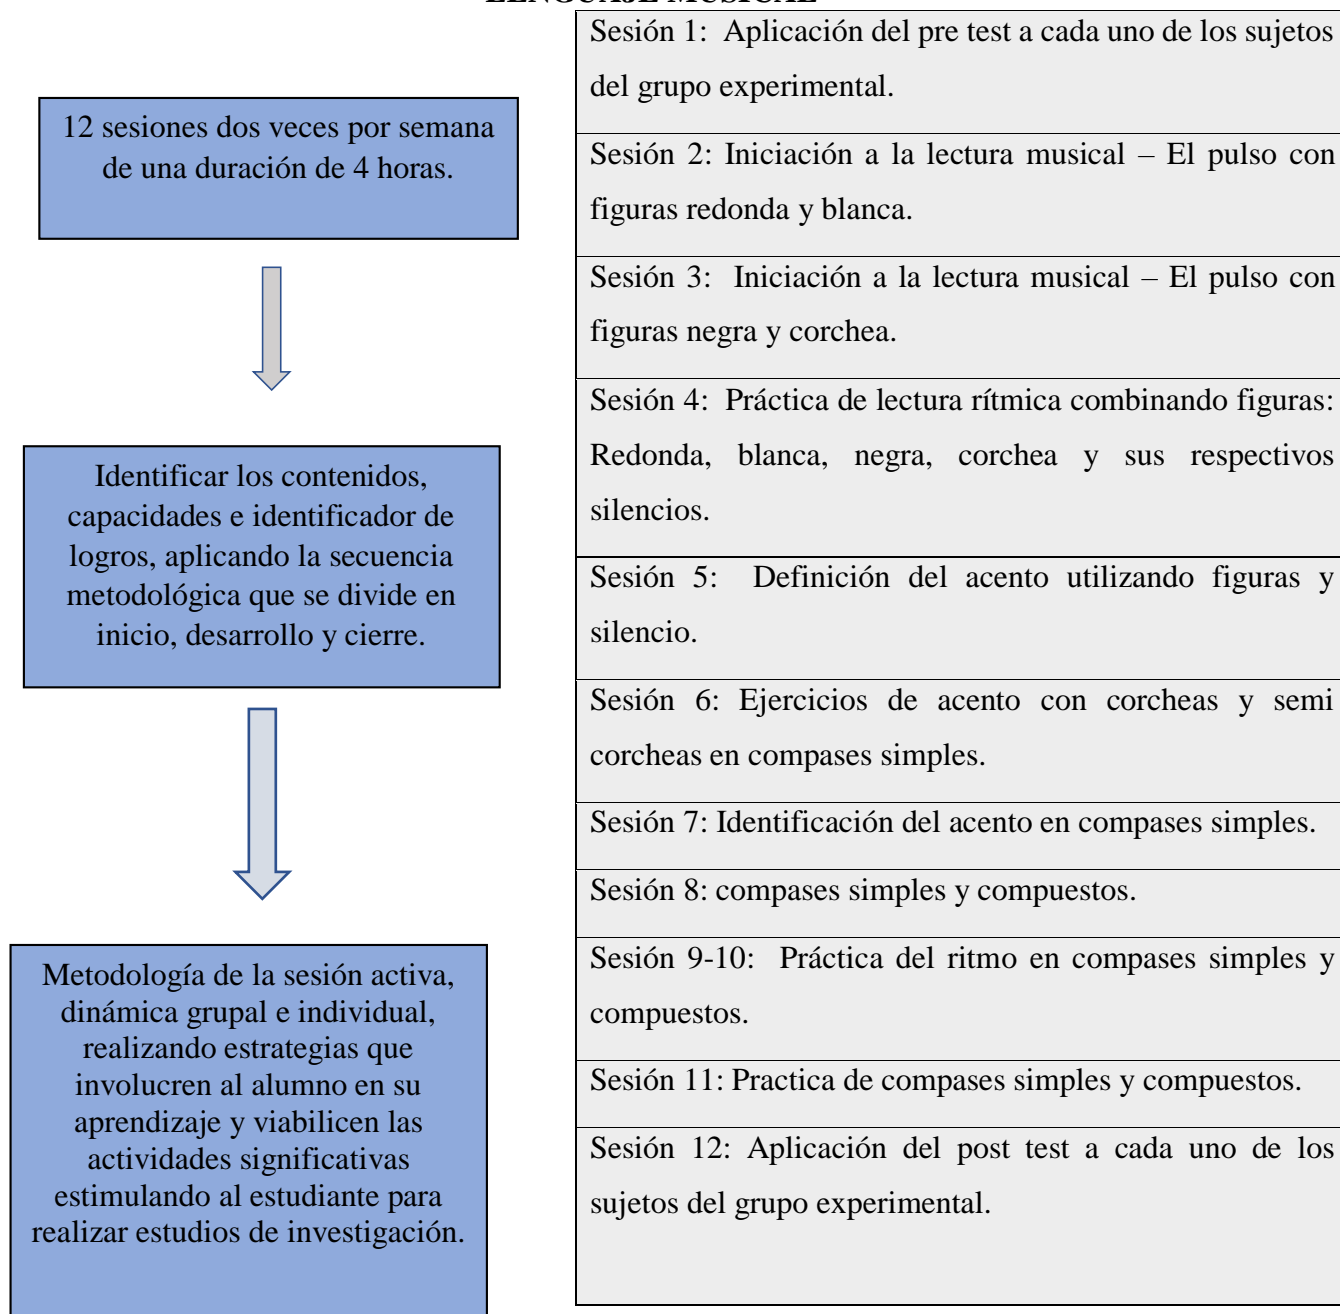 LENGUAJE MUSICAL
12 sesiones dos veces por semana
de una duración de 4 horas.
Identificar los contenidos,
capacidades e identificador de
logros, aplicando la secuencia
metodológica que se divide en
inicio, desarrollo y cierre.
Metodología de la sesión activa,
dinámica grupal e individual,
realizando estrategias que
involucren al alumno en su
aprendizaje y viabilicen las
actividades significativas
estimulando al estudiante para
realizar estudios de investigación.
Sesión 1: Aplicación del pre test a cada uno de los sujetos
del grupo experimental.
Sesión 2: Iniciación a la lectura musical – El pulso con
figuras redonda y blanca.
Sesión 3: Iniciación a la lectura musical – El pulso con
figuras negra y corchea.
Sesión 4: Práctica de lectura rítmica combinando figuras:
Redonda, blanca, negra, corchea y sus respectivos
silencios.
Sesión 5: Definición del acento utilizando figuras y
silencio.
Sesión 6: Ejercicios de acento con corcheas y semi
corcheas en compases simples.
Sesión 7: Identificación del acento en compases simples.
Sesión 8: compases simples y compuestos.
Sesión 9-10: Práctica del ritmo en compases simples y
compuestos.
Sesión 11: Practica de compases simples y compuestos.
Sesión 12: Aplicación del post test a cada uno de los
sujetos del grupo experimental.